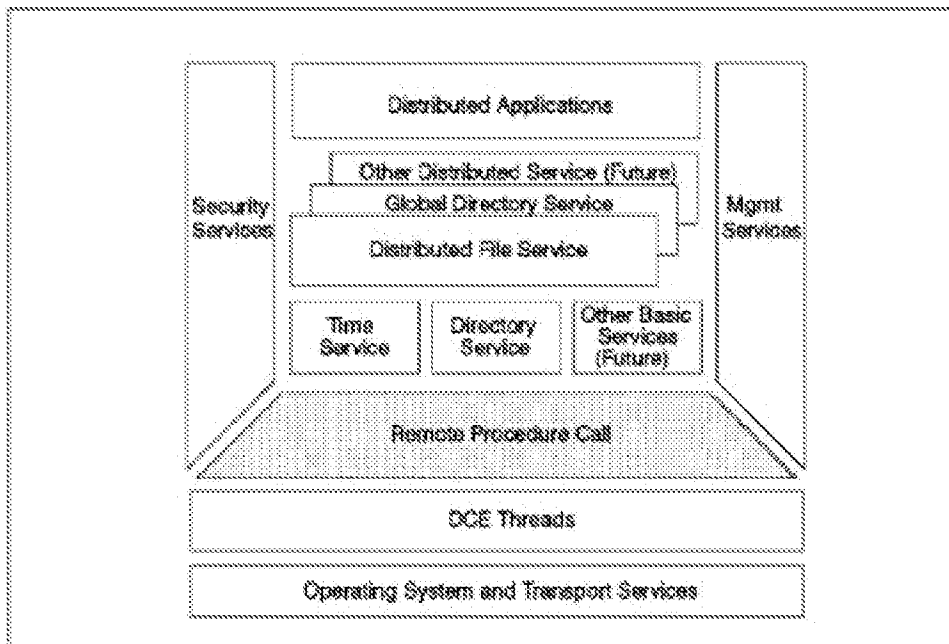 Distributed Applications
Other Distributed Service (Future)
Global Directory Service
Distributed File Service
Security
Services
Mgmt
Services
Time
Service
Directory
Service
Other Basic
Services
(Future)
Remote Procedure Call
DCE Threads
Operating System and Transport Services